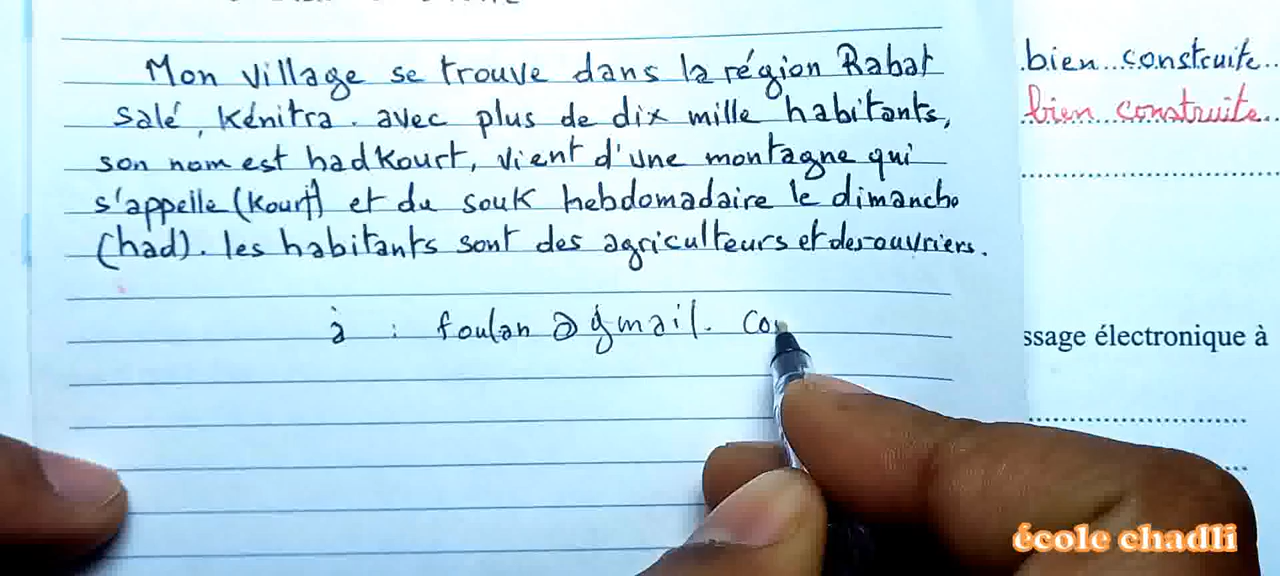 Mon village se trouve dans la région Rabat
salé, Kénitra. avec plus de dix mille habitants,
son nom est hadkourt, vient d'une montagne qui
s'appelle (kourt) et du souk hebdomadaire le dimanche
(had). les habitants sont des agriculteurs et des ouvriers.
à : foulan@gmail. Co
bien construite
bien construite
ssage électronique à
école chadli